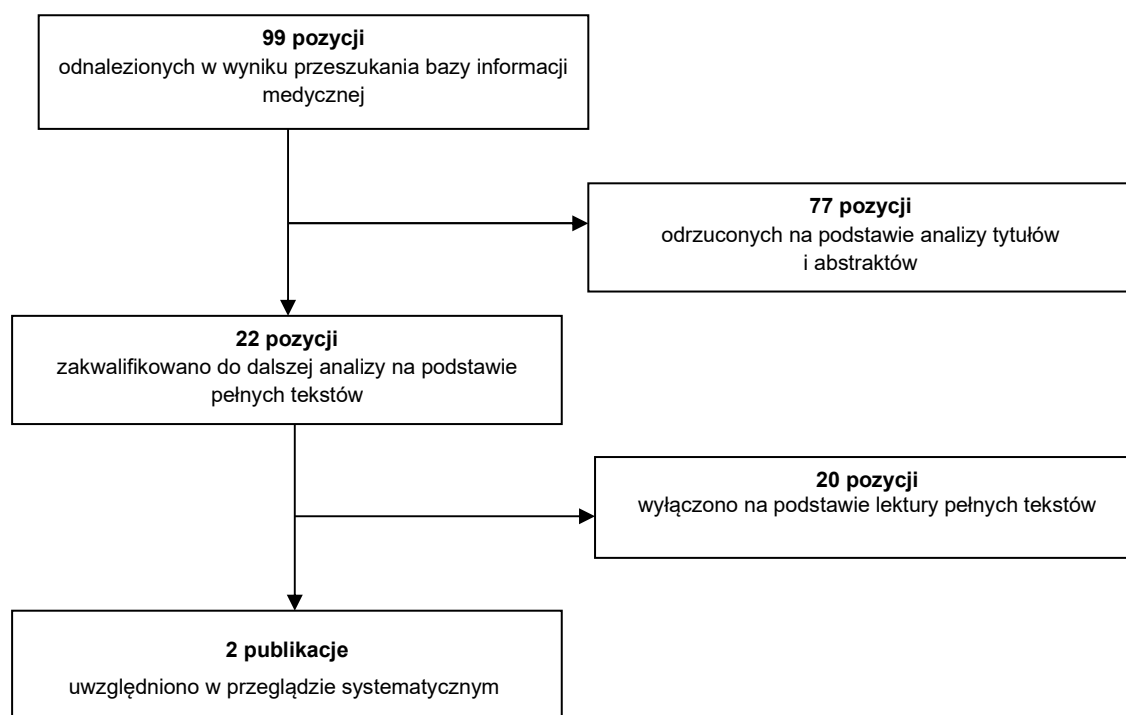 99 pozycji
odnalezionych w wyniku przeszukania bazy informacji
medycznej
77 pozycji
odrzuconych na podstawie analizy tytułów
i abstraktów
22 pozycji
zakwalifikowano do dalszej analizy na podstawie
pełnych tekstów
20 pozycji
wyłączono na podstawie lektury pełnych tekstów
2 publikacje
uwzględniono w przeglądzie systematycznym